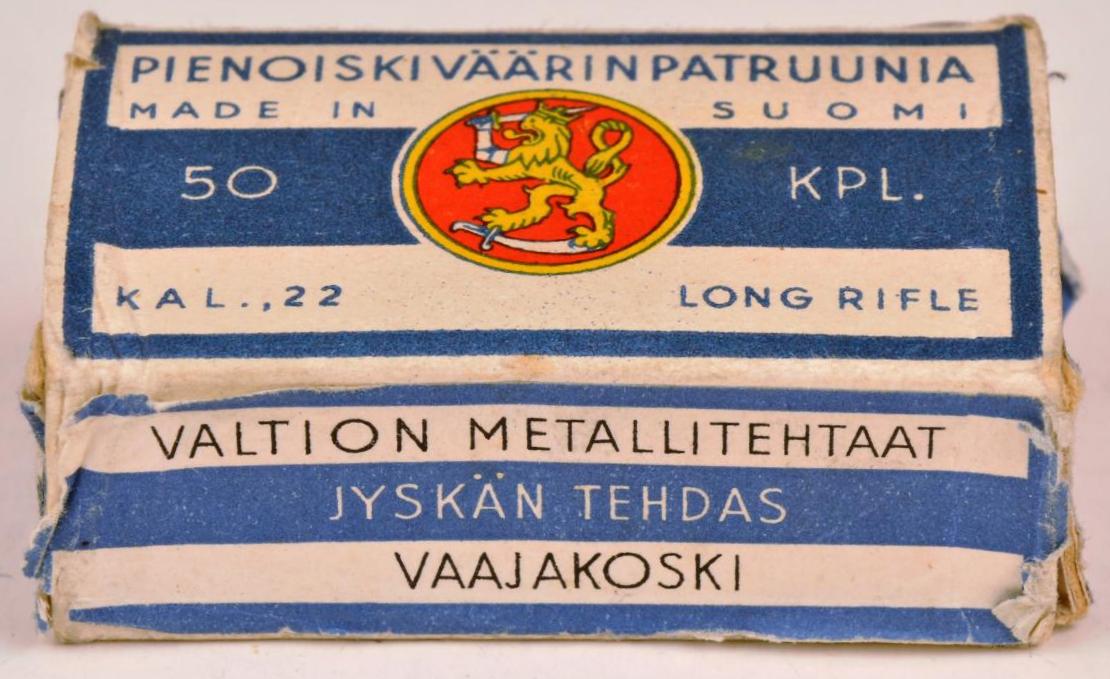 PIENOISKIVÄÄRINPATRUUNIA
MADE IN SUOMI
50 KPL.
KAL.,22 LONG RIFLE
VALTION METALLITEHTAAT
JYSKÄN TEHDAS
VAAJAKOSKI